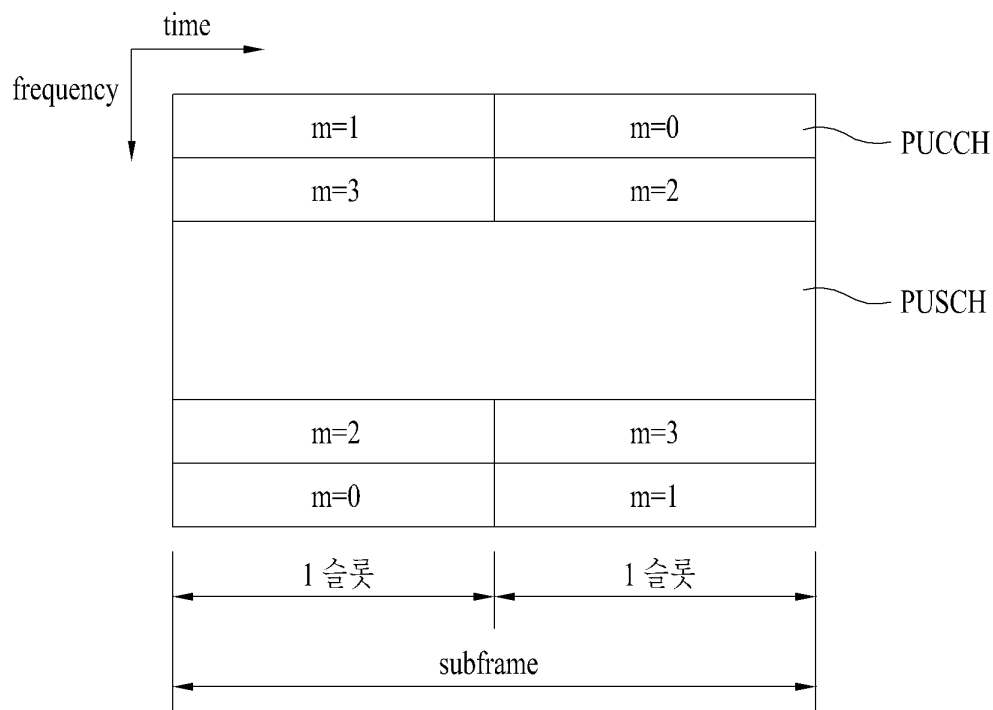 time
frequency
m=1 m=0
PUCCH
m=3 m=2
PUSCH
m=2 m=3
m=0 m=1
1 슬롯 1 슬롯
subframe